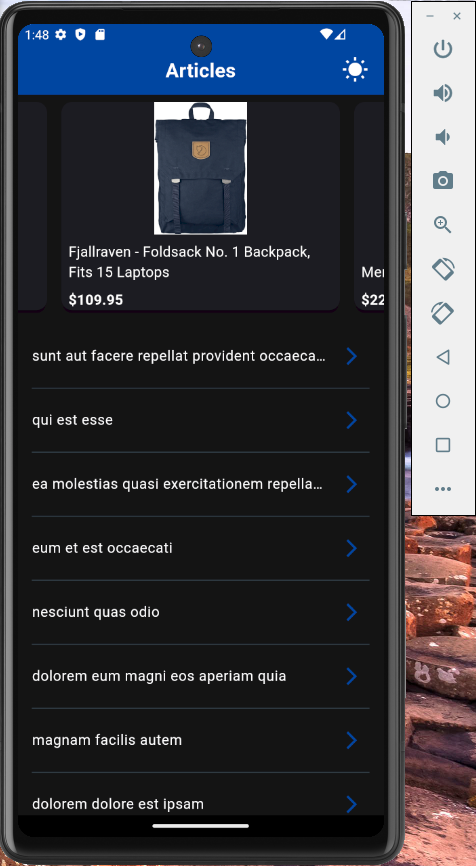 1:48
Articles
Fjallraven - Foldsack No. 1 Backpack,
Fits 15 Laptops
$109.95
Mer
$22
sunt aut facere repellat provident occaeca...
qui est esse
ea molestias quasi exercitationem repella...
eum et est occaecati
nesciunt quas odio
dolorem eum magni eos aperiam quia
magnam facilis autem
dolorem dolore est ipsam